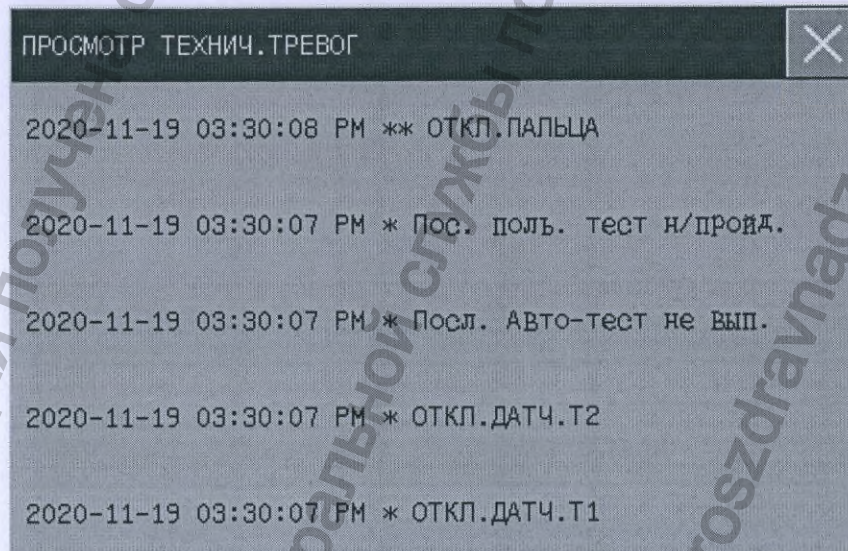 ПРОСМОТР ТЕХНИЧ.ТРЕВОГ
2020-11-19 03:30:08 PM ** ОТКЛ.ПАЛЬЦА
2020-11-19 03:30:07 PM * Пос. поль. тест н/пройд.
2020-11-19 03:30:07 PM * Посл. Авто-тест не вып.
2020-11-19 03:30:07 PM * ОТКЛ.ДАТЧ.Т2
2020-11-19 03:30:07 PM * ОТКЛ.ДАТЧ.Т1
службы